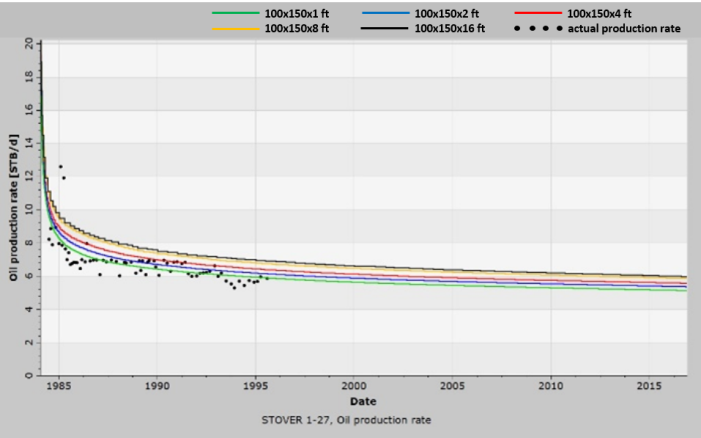 100x150x1 ft 100x150x2 ft 100x150x4 ft
100x150x8 ft 100x150x16 ft actual production rate
Oil production rate [STB/d]
20
18
16
14
12
10
8
6
4
2
0
1985 1990 1995 2000 2005 2010 2015
Date
STOVER 1-27, Oil production rate